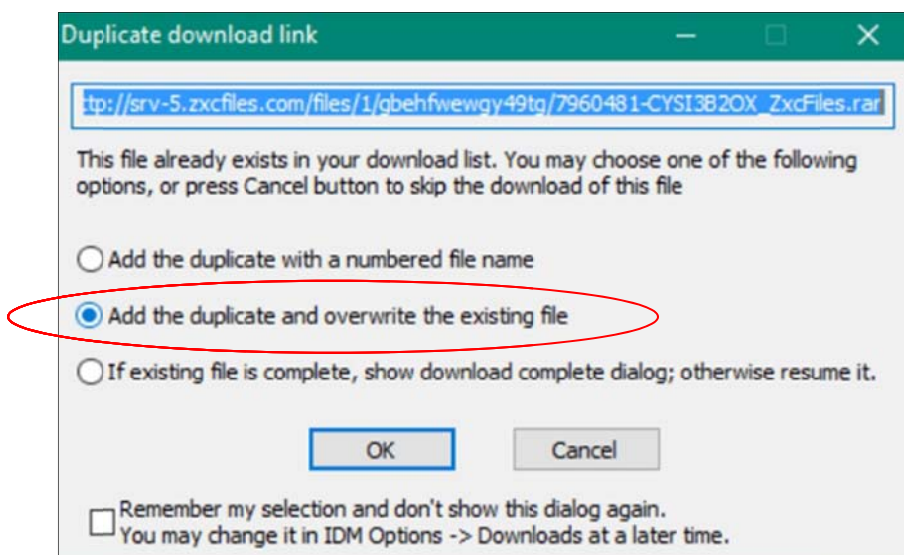 Duplicate download link
ttp://srv-5.zxcfiles.com/files/1/gbehfwewgy49tg/7960481-CYSI3B2OX_ZxcFiles.rar
This file already exists in your download list. You may choose one of the following
options, or press Cancel button to skip the download of this file
Add the duplicate with a numbered file name
Add the duplicate and overwrite the existing file
If existing file is complete, show download complete dialog; otherwise resume it.
OK
Cancel
Remember my selection and don't show this dialog again.
You may change it in IDM Options -> Downloads at a later time.